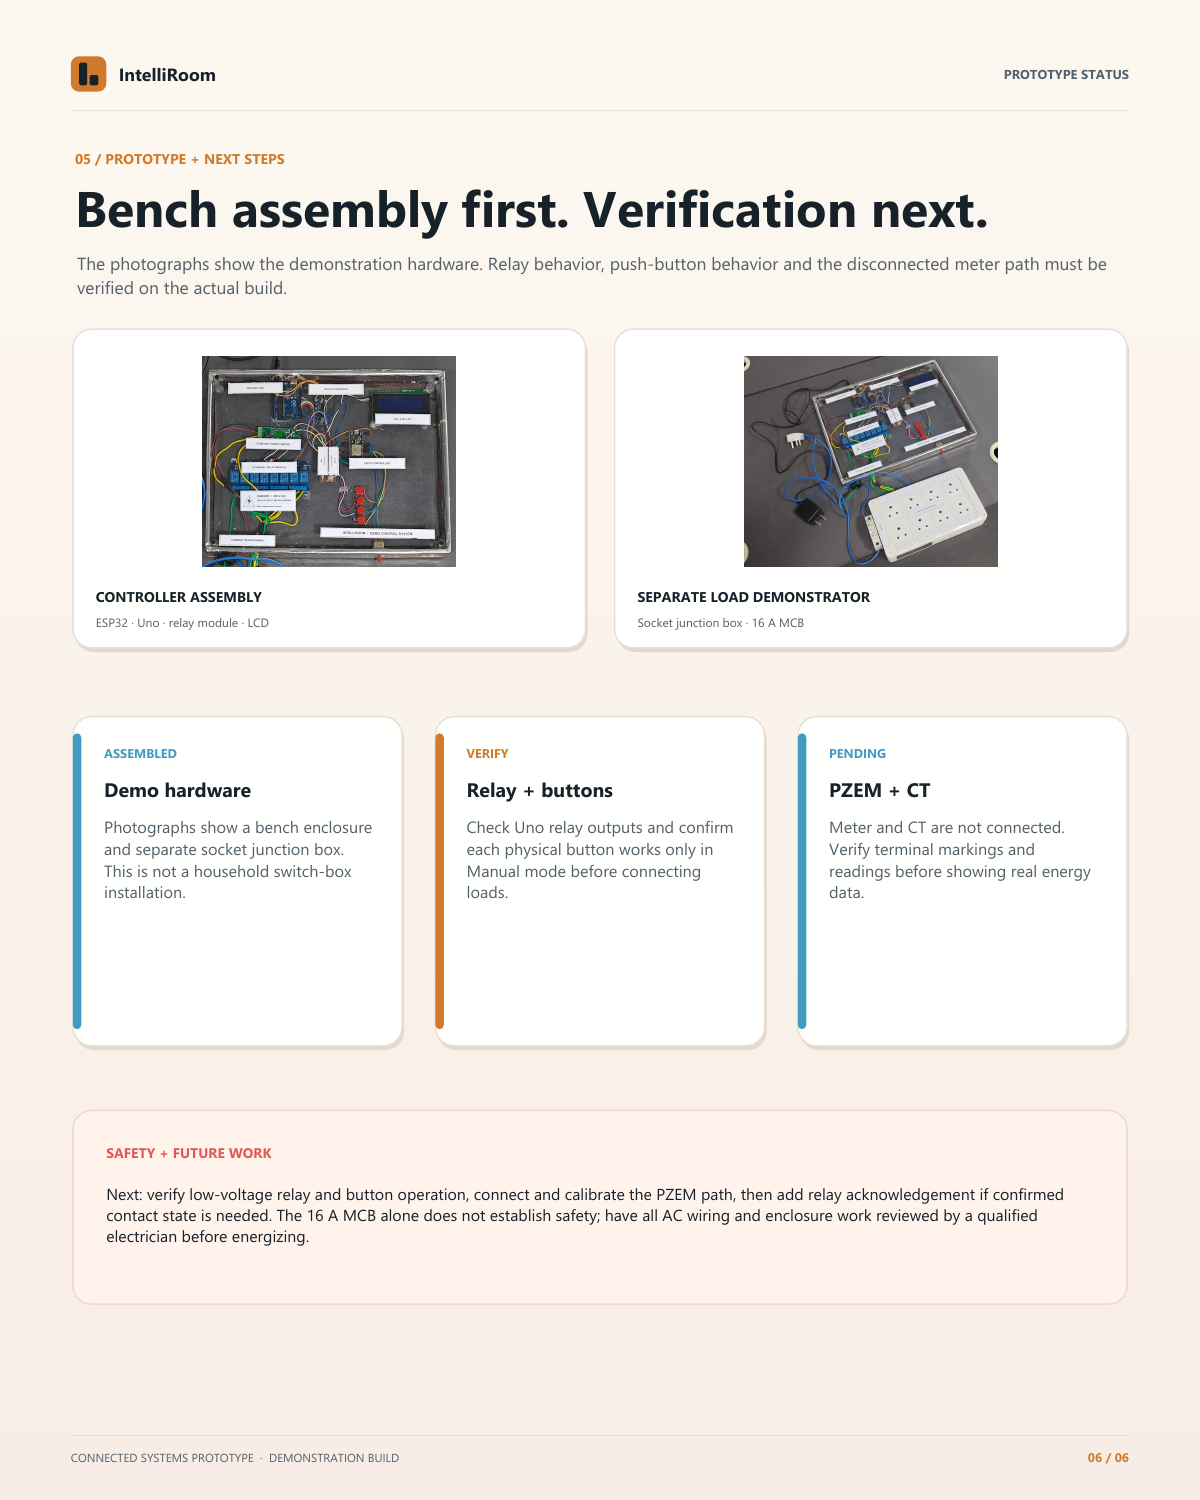 IntelliRoom
PROTOTYPE STATUS
05 / PROTOTYPE + NEXT STEPS
Bench assembly first. Verification next.
The photographs show the demonstration hardware. Relay behavior, push-button behavior and the disconnected meter path must be
verified on the actual build.
INTELLIROOM / DEMO CONTROL SYSTEM
CONTROLLER ASSEMBLY
ESP32 · Uno · relay module · LCD
SEPARATE LOAD DEMONSTRATOR
Socket junction box · 16 A MCB
ASSEMBLED
Demo hardware
Photographs show a bench enclosure
and separate socket junction box.
This is not a household switch-box
installation.
VERIFY
Relay + buttons
Check Uno relay outputs and confirm
each physical button works only in
Manual mode before connecting
loads.
PENDING
PZEM + CT
Meter and CT are not connected.
Verify terminal markings and
readings before showing real energy
data.
SAFETY + FUTURE WORK
Next: verify low-voltage relay and button operation, connect and calibrate the PZEM path, then add relay acknowledgement if confirmed
contact state is needed. The 16 A MCB alone does not establish safety; have all AC wiring and enclosure work reviewed by a qualified
electrician before energizing.
CONNECTED SYSTEMS PROTOTYPE · DEMONSTRATION BUILD
06 / 06